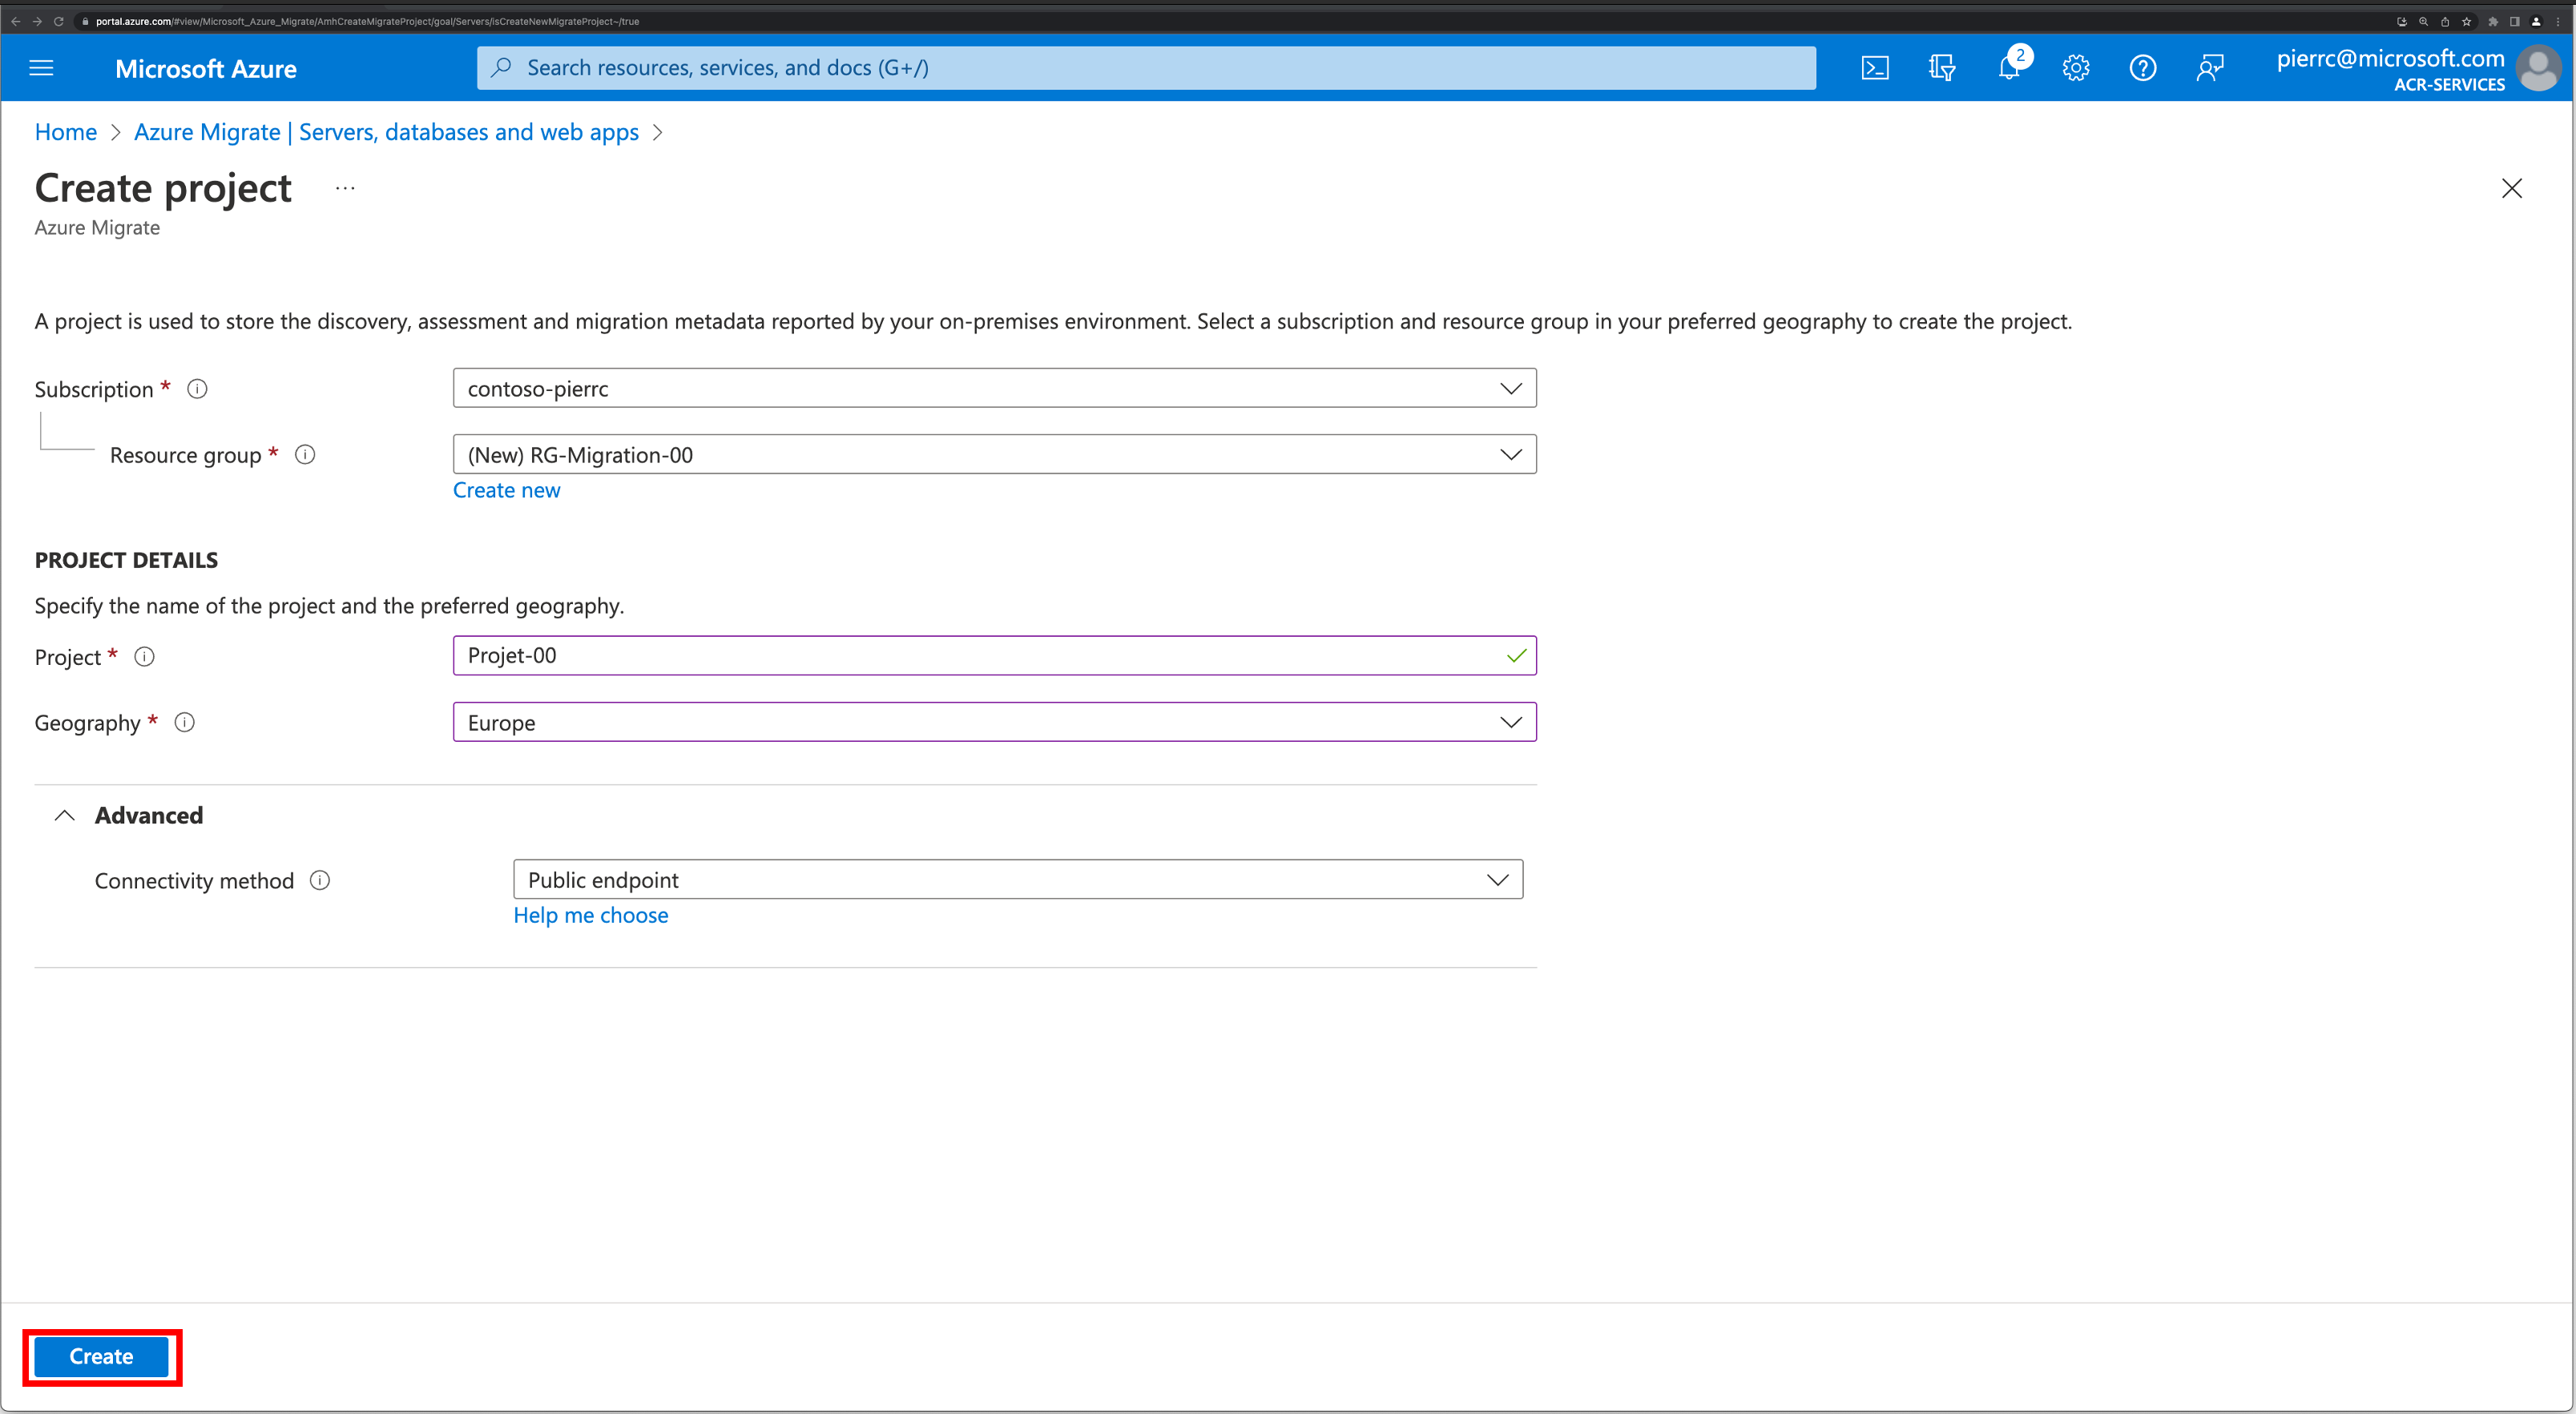 portal.azure.com/#view/Microsoft_Azure_Migrate/AmhCreateMigrateProject/goal/Servers/isCreateNewMigrateProject~/true
Microsoft Azure
Search resources, services, and docs (G+/)
2
pierrc@microsoft.com
ACR-SERVICES
Home > Azure Migrate | Servers, databases and web apps >
Create project ...
Azure Migrate
A project is used to store the discovery, assessment and migration metadata reported by your on-premises environment. Select a subscription and resource group in your preferred geography to create the project.
Subscription * contoso-pierrc
Resource group * (New) RG-Migration-00
Create new
PROJECT DETAILS
Specify the name of the project and the preferred geography.
Project * Projet-00
Geography * Europe
Advanced
Connectivity method Public endpoint
Help me choose
Create